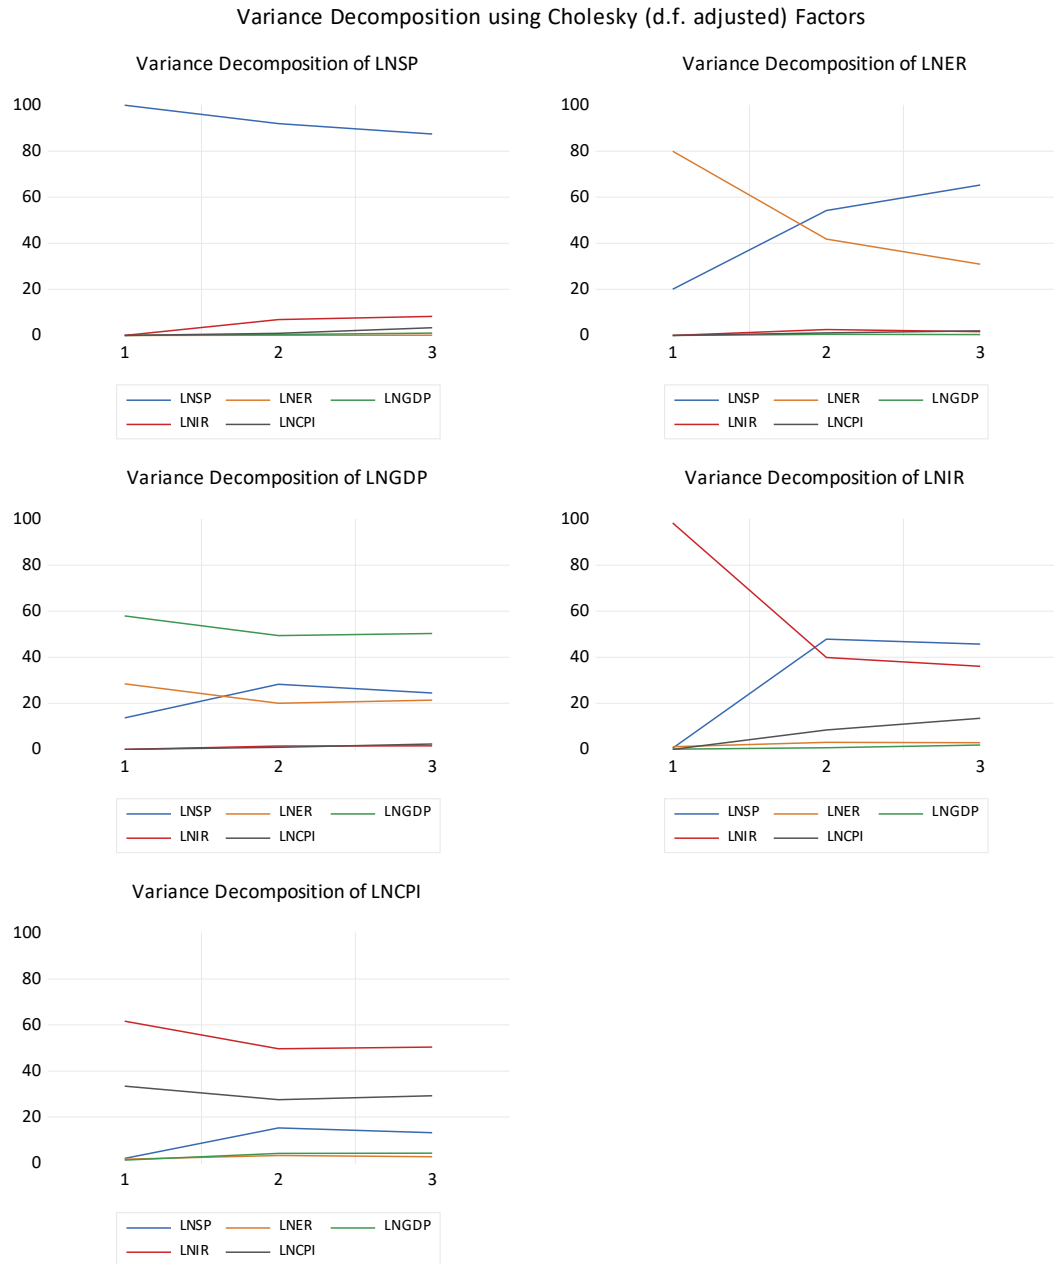 Variance Decomposition using Cholesky (d.f. adjusted) Factors
Variance Decomposition of LNSP
100
80
60
40
20
0
1 2 3
LNSP LNER LNGDP
LNIR LNCPI
Variance Decomposition of LNER
100
80
60
40
20
0
1 2 3
LNSP LNER LNGDP
LNIR LNCPI
Variance Decomposition of LNGDP
100
80
60
40
20
0
1 2 3
LNSP LNER LNGDP
LNIR LNCPI
Variance Decomposition of LNIR
100
80
60
40
20
0
1 2 3
LNSP LNER LNGDP
LNIR LNCPI
Variance Decomposition of LNCPI
100
80
60
40
20
0
1 2 3
LNSP LNER LNGDP
LNIR LNCPI